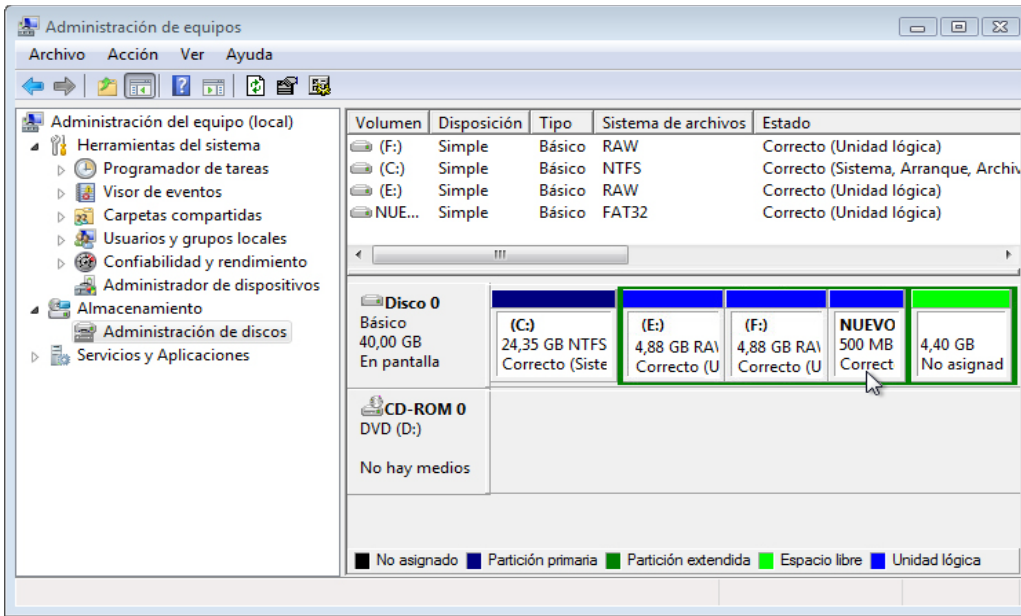 Administración de equipos
Archivo Acción Ver Ayuda
Administración del equipo (local)
Herramientas del sistema
Programador de tareas
Visor de eventos
Carpetas compartidas
Usuarios y grupos locales
Confiabilidad y rendimiento
Administrador de dispositivos
Almacenamiento
Administración de discos
Servicios y Aplicaciones
Volumen Disposición Tipo Sistema de archivos Estado
(F:) Simple Básico RAW Correcto (Unidad lógica)
(C:) Simple Básico NTFS Correcto (Sistema, Arranque, Archiv
(E:) Simple Básico RAW Correcto (Unidad lógica)
NUE... Simple Básico FAT32 Correcto (Unidad lógica)
Disco 0
Básico
40,00 GB
En pantalla
(C:)
24,35 GB NTFS
Correcto (Siste
(E:)
4,88 GB RAW
Correcto (U
(F:)
4,88 GB RAW
Correcto (U
NUEVO
500 MB
Correct
4,40 GB
No asignad
CD-ROM 0
DVD (D:)
No hay medios
No asignado Partición primaria Partición extendida Espacio libre Unidad lógica